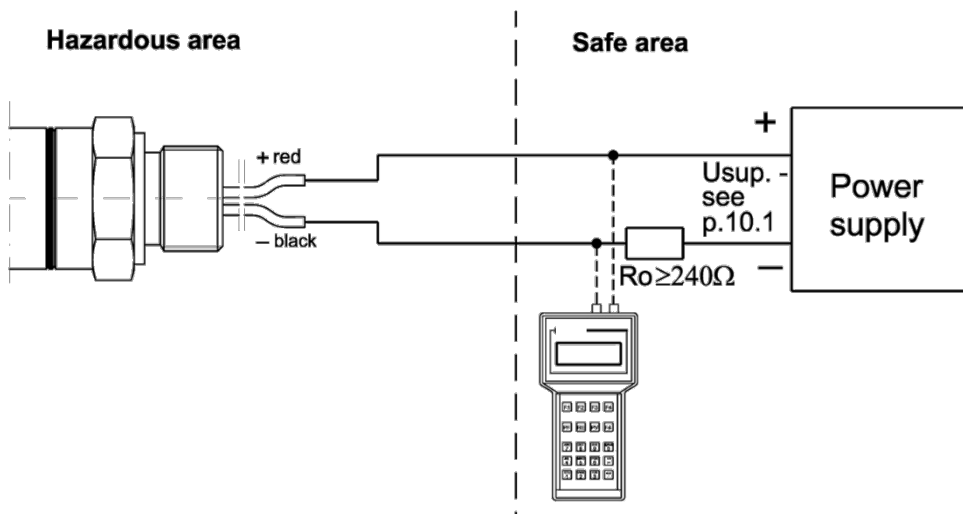 Hazardous area
Safe area
+ red
– black
+
Usup. -
see
p.10.1
–
Ro≥240Ω
Power
supply